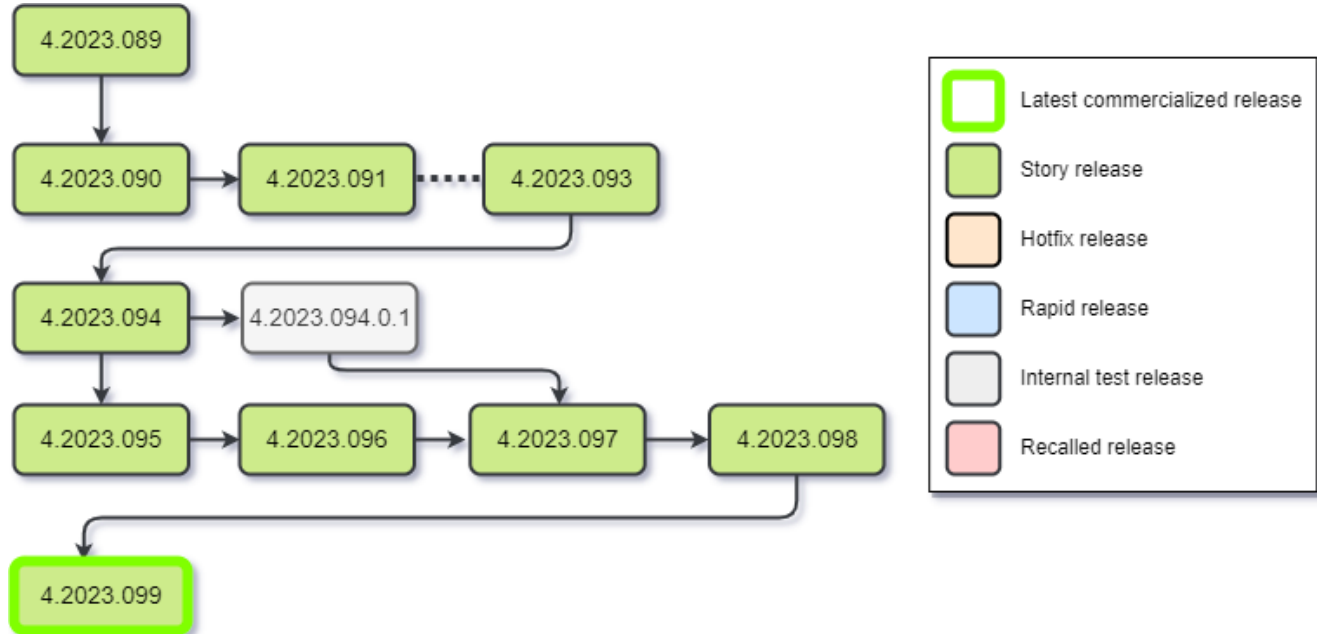 4.2023.089
4.2023.090
4.2023.091
4.2023.093
4.2023.094
4.2023.094.0.1
4.2023.095
4.2023.096
4.2023.097
4.2023.098
4.2023.099
Latest commercialized release
Story release
Hotfix release
Rapid release
Internal test release
Recalled release